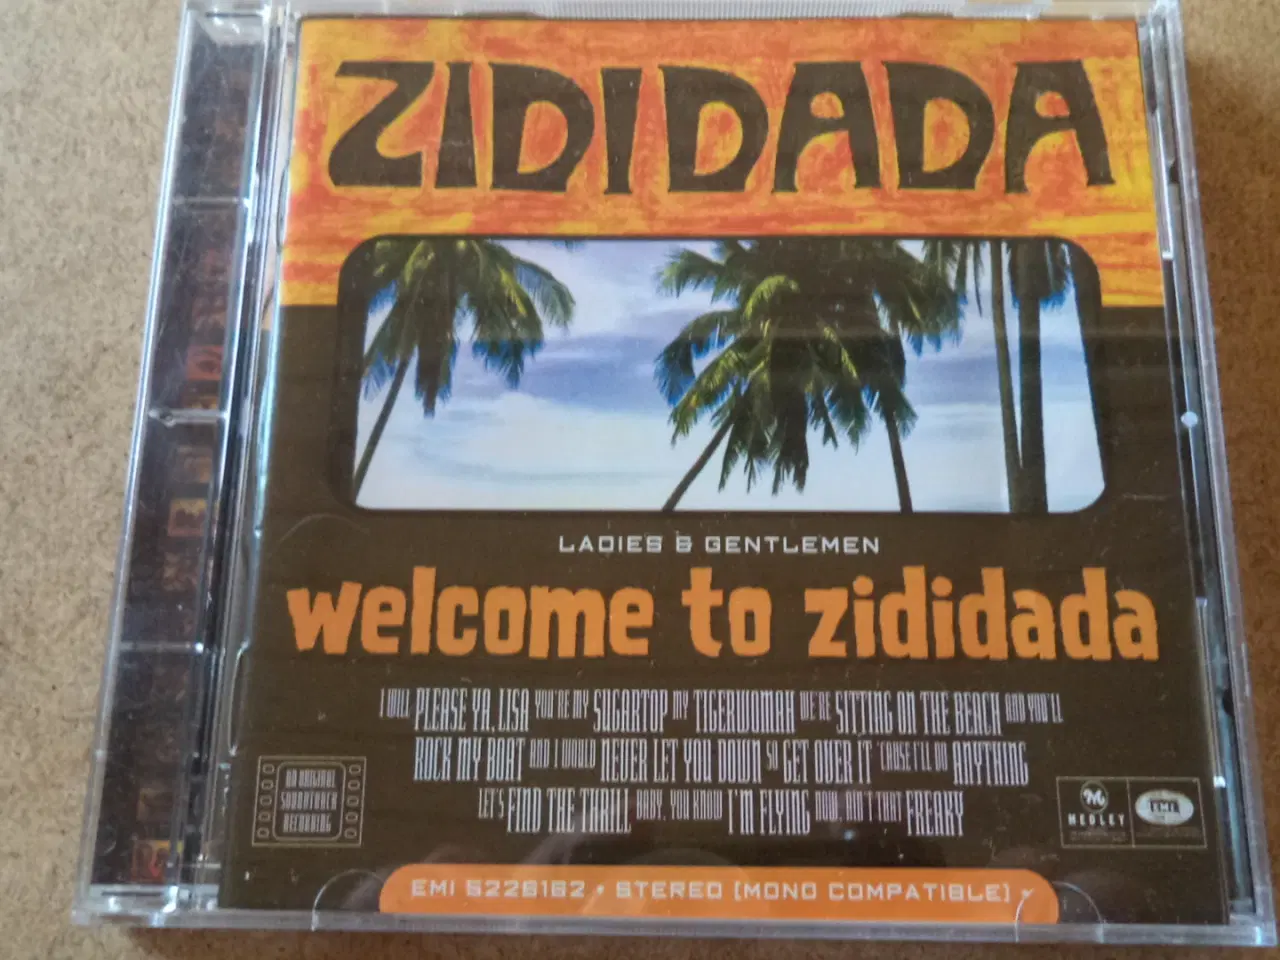 ZIDIDADA
LADIES & GENTLEMEN
welcome to zididada
I WILL PLEASE YA, LISA YOU'RE MY SUGARTOP MY TIGERWOMAN WE'RE SITTING ON THE BEACH AND YOU'LL
ROCK MY BOAT AND I WOULD NEVER LET YOU DOWN SO GET OVER IT 'CAUSE I'LL DO ANYTHING
LET'S FIND THE THRILL BABY, YOU KNOW I'M FLYING NOW, AIN'T THAT FREAKY
AN ORIGINAL
SOUNDTRACK
RECORDING
M
MEDLEY
EMI
EMI 5226162 • STEREO (MONO COMPATIBLE) •